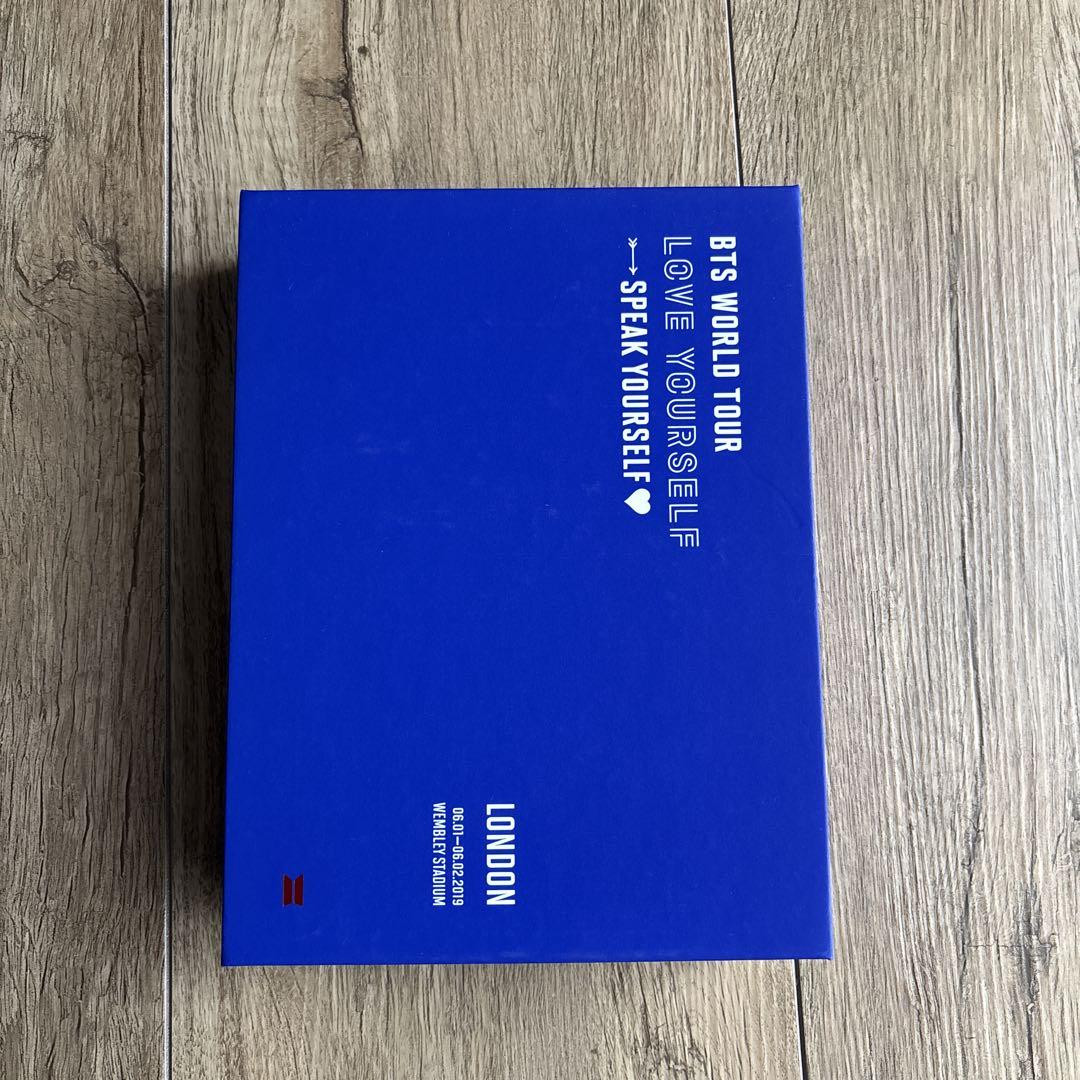 BTS WORLD TOUR
LOVE YOURSELF
SPEAK YOURSELF
LONDON
06.01—06.02.2019
WEMBLEY STADIUM